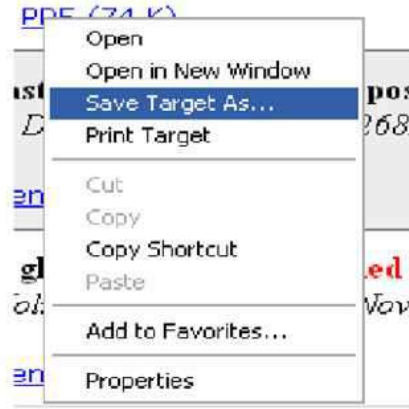 PDF (74 K)
Open
Open in New Window
Save Target As...
Print Target
Cut
Copy
Copy Shortcut
Paste
Add to Favorites...
Properties